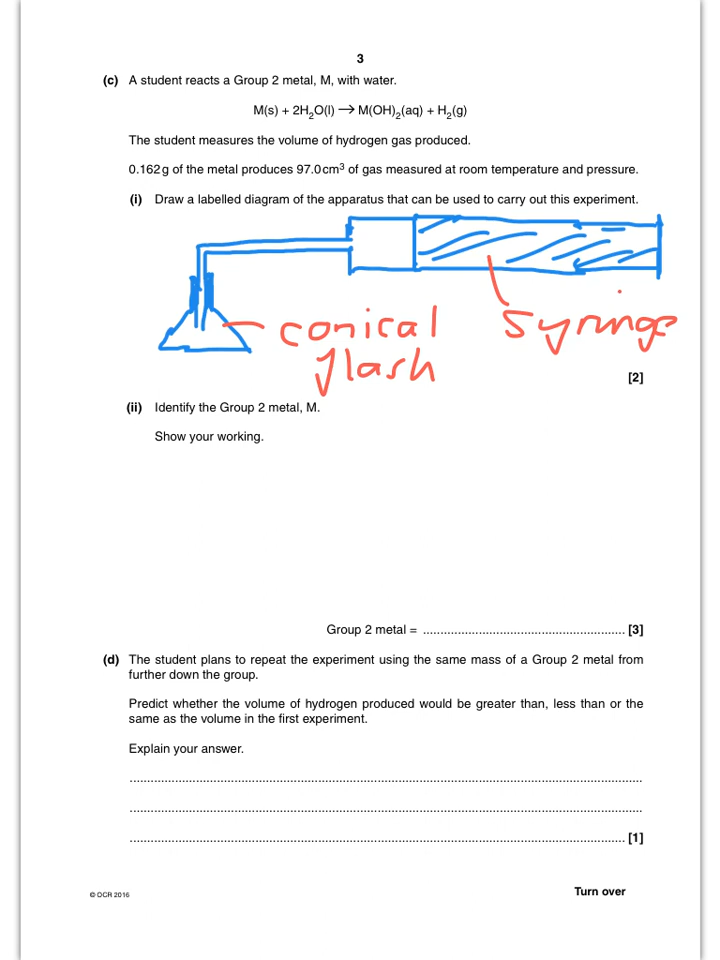 3
(c) A student reacts a Group 2 metal, M, with water.
M(s) + 2H₂O(l) → M(OH)₂(aq) + H₂(g)
The student measures the volume of hydrogen gas produced.
0.162 g of the metal produces 97.0 cm³ of gas measured at room temperature and pressure.
(i) Draw a labelled diagram of the apparatus that can be used to carry out this experiment.
conical
flash
syringe
[2]
(ii) Identify the Group 2 metal, M.
Show your working.
Group 2 metal = .......................................................... [3]
(d) The student plans to repeat the experiment using the same mass of a Group 2 metal from
further down the group.
Predict whether the volume of hydrogen produced would be greater than, less than or the
same as the volume in the first experiment.
Explain your answer.
...................................................................................................................................................
...................................................................................................................................................
.............................................................................................................................................. [1]
© OCR 2016
Turn over